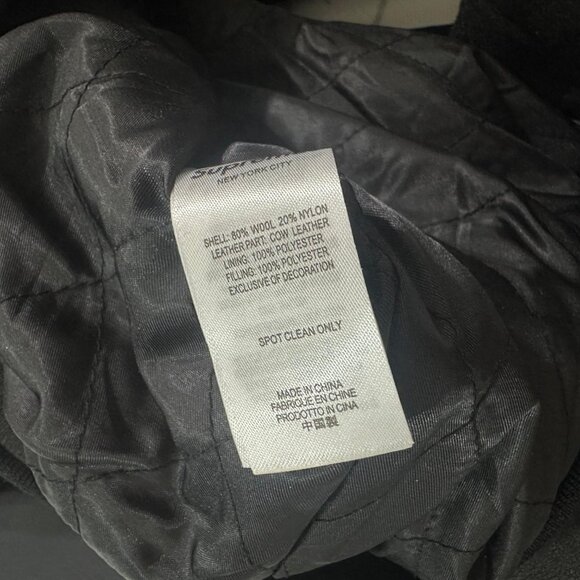 Supreme
NEW YORK CITY
SHELL: 80% WOOL 20% NYLON
LEATHER PART: COW LEATHER
LINING: 100% POLYESTER
FILLING: 100% POLYESTER
EXCLUSIVE OF DECORATION
SPOT CLEAN ONLY
MADE IN CHINA
FABRIQUE EN CHINE
PRODOTTO IN CINA
中国製